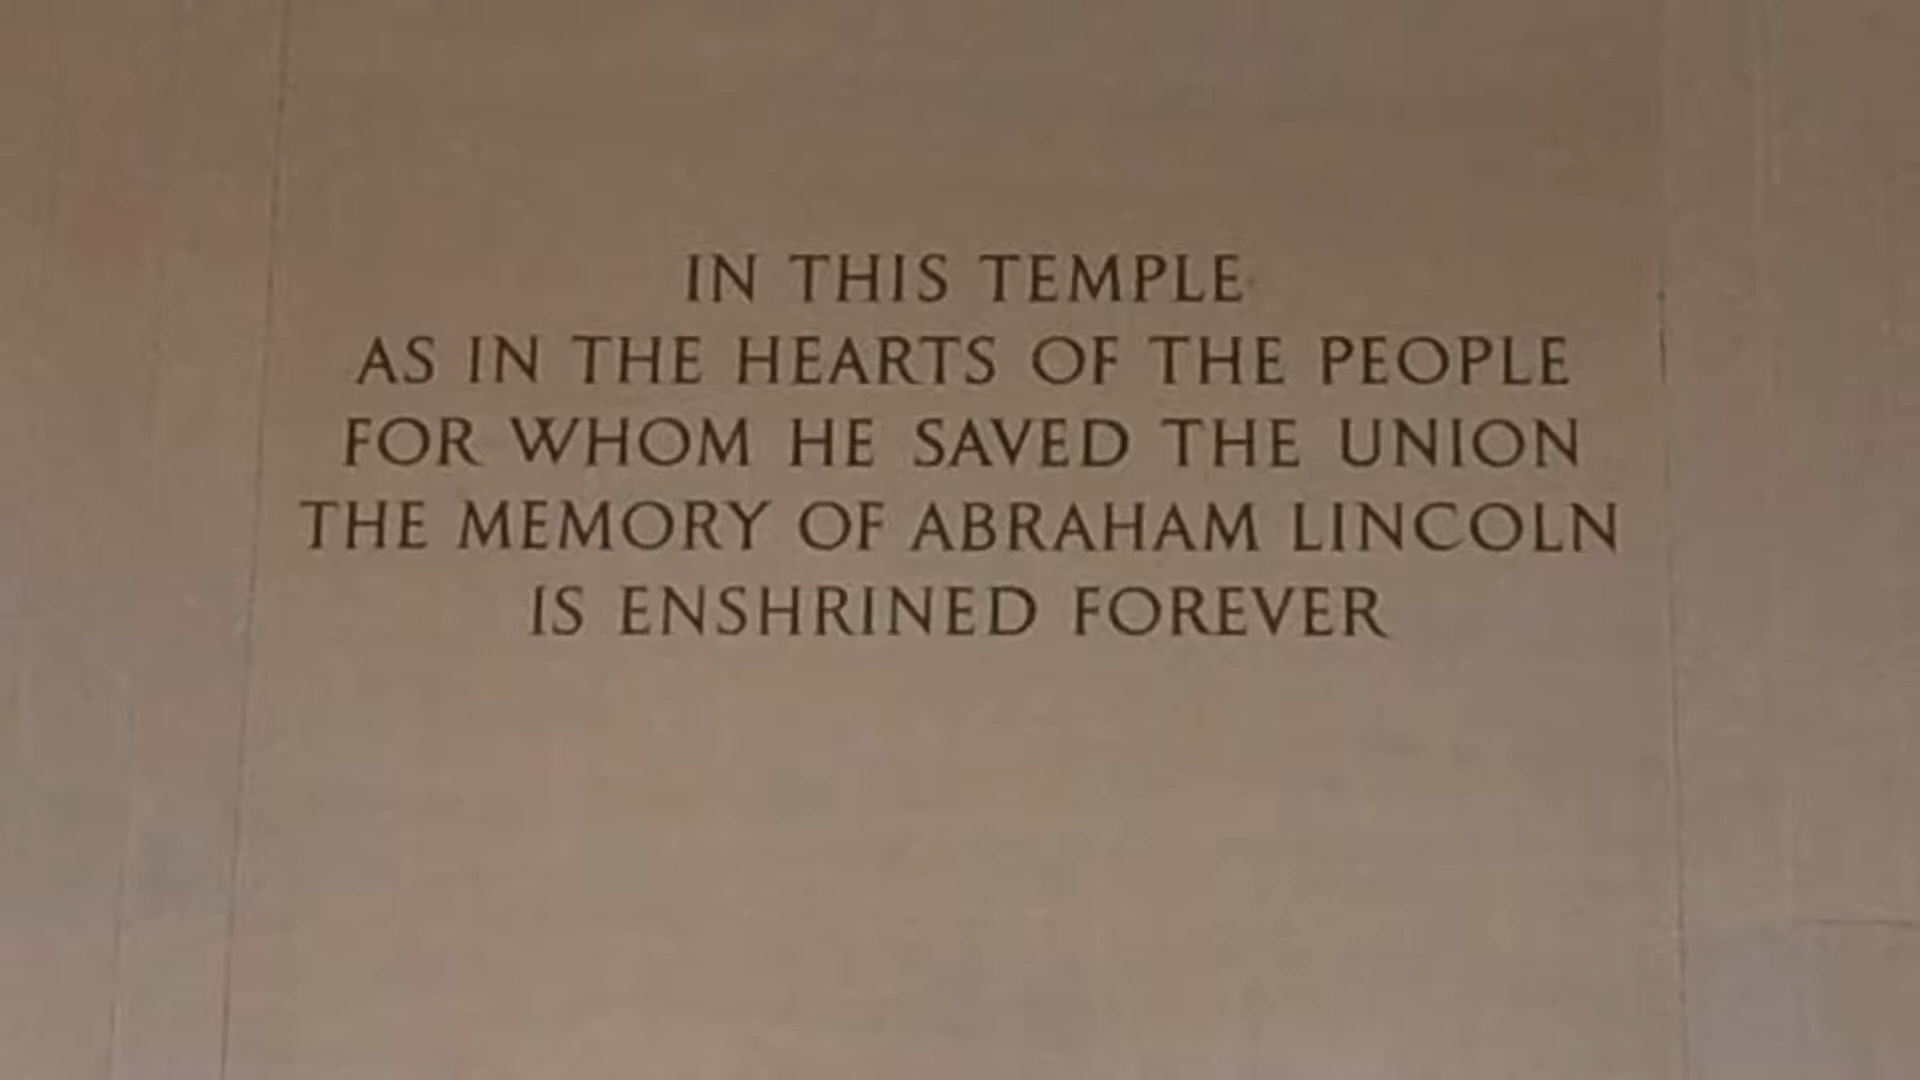 IN THIS TEMPLE
AS IN THE HEARTS OF THE PEOPLE
FOR WHOM HE SAVED THE UNION
THE MEMORY OF ABRAHAM LINCOLN
IS ENSHRINED FOREVER